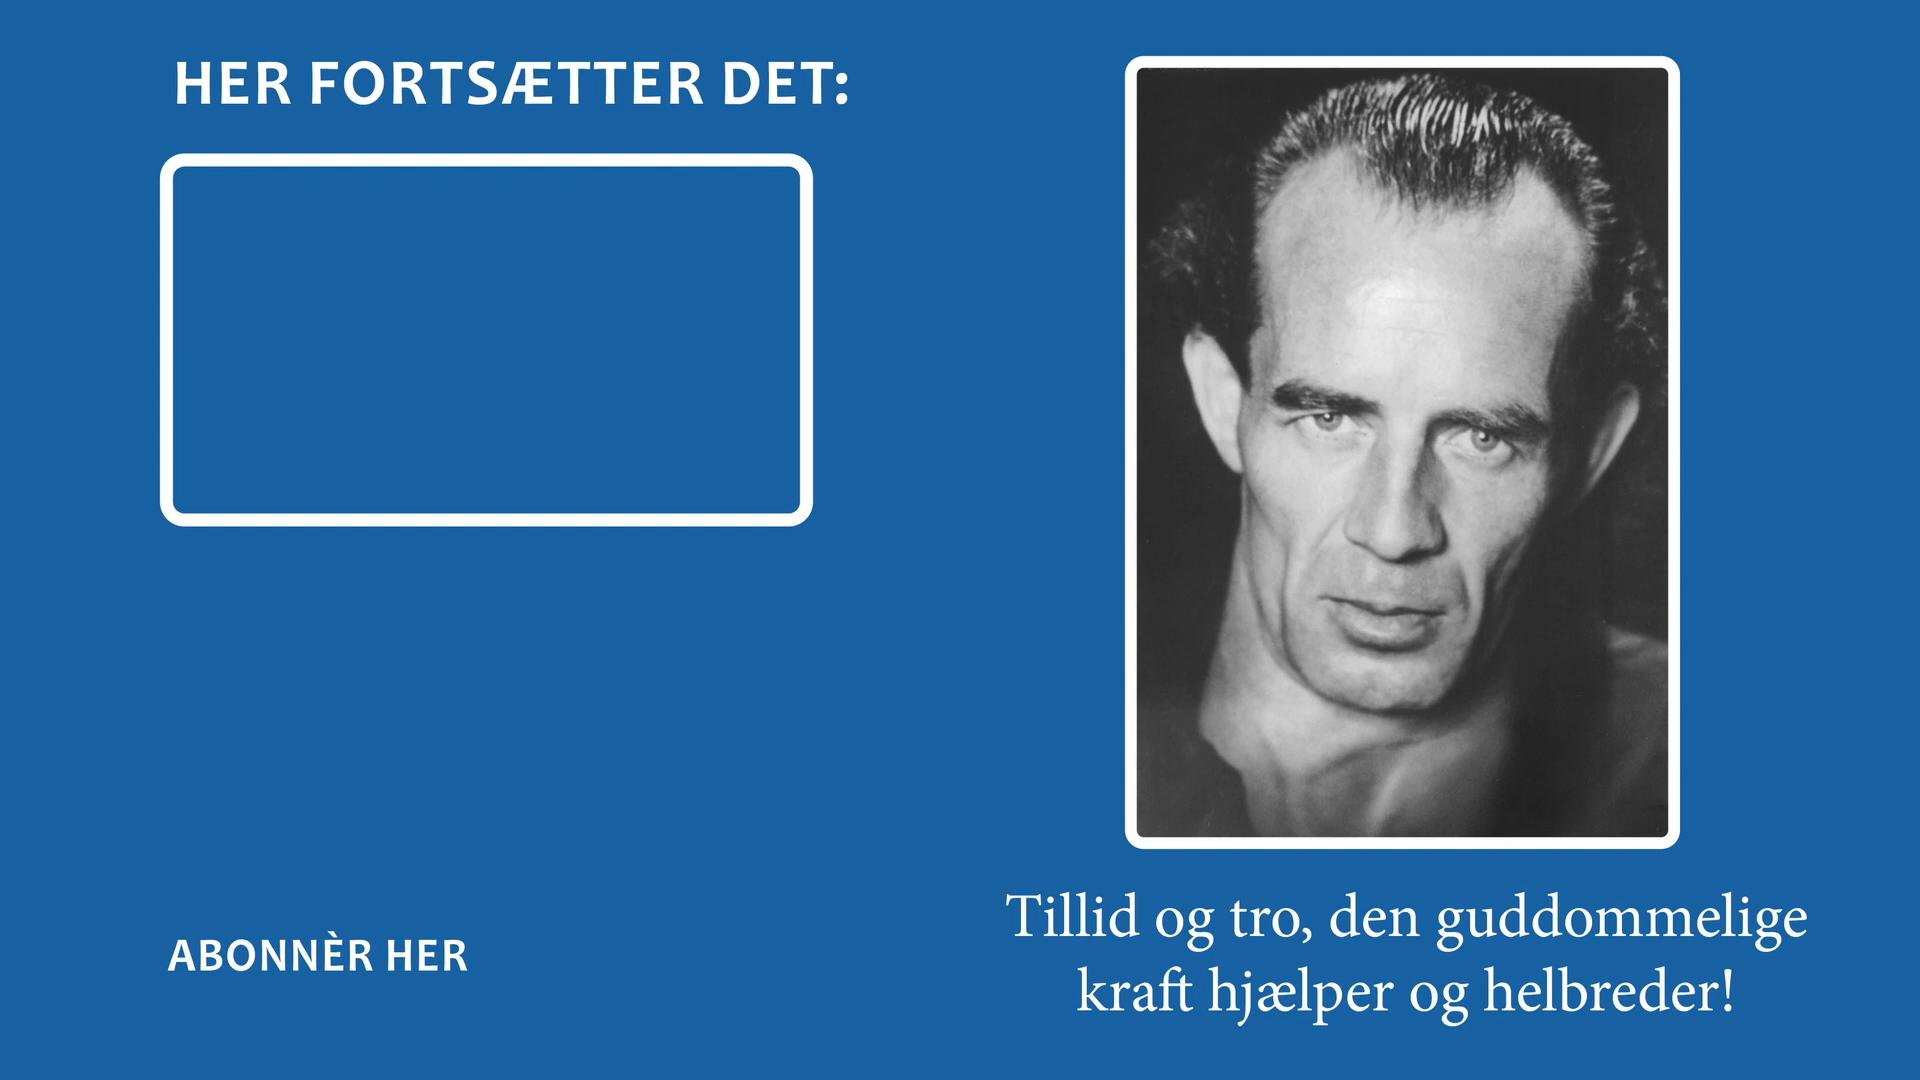 HER FORTSÆTTER DET:
ABONNÈR HER
Tillid og tro, den guddommelige
kraft hjælper og helbreder!